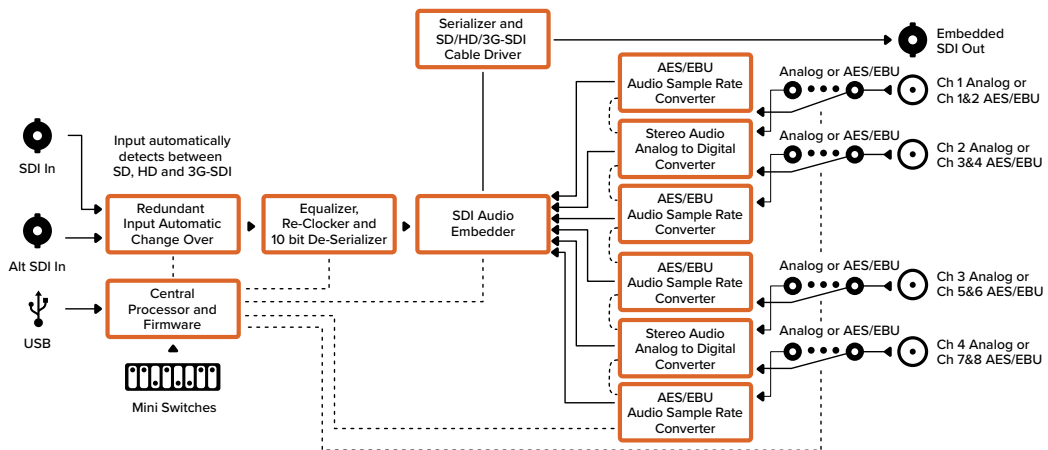 Serializer and
SD/HD/3G-SDI
Cable Driver
Embedded
SDI Out
AES/EBU
Audio Sample Rate
Converter
Analog or AES/EBU
Ch 1 Analog or
Ch 1&2 AES/EBU
SDI In
Input automatically
detects between
SD, HD and 3G-SDI
Stereo Audio
Analog to Digital
Converter
Analog or AES/EBU
Ch 2 Analog or
Ch 3&4 AES/EBU
Alt SDI In
Redundant
Input Automatic
Change Over
Equalizer,
Re-Clocker and
10 bit De-Serializer
SDI Audio
Embedder
AES/EBU
Audio Sample Rate
Converter
USB
Central
Processor and
Firmware
AES/EBU
Audio Sample Rate
Converter
Analog or AES/EBU
Ch 3 Analog or
Ch 5&6 AES/EBU
Mini Switches
Stereo Audio
Analog to Digital
Converter
Analog or AES/EBU
Ch 4 Analog or
Ch 7&8 AES/EBU
AES/EBU
Audio Sample Rate
Converter